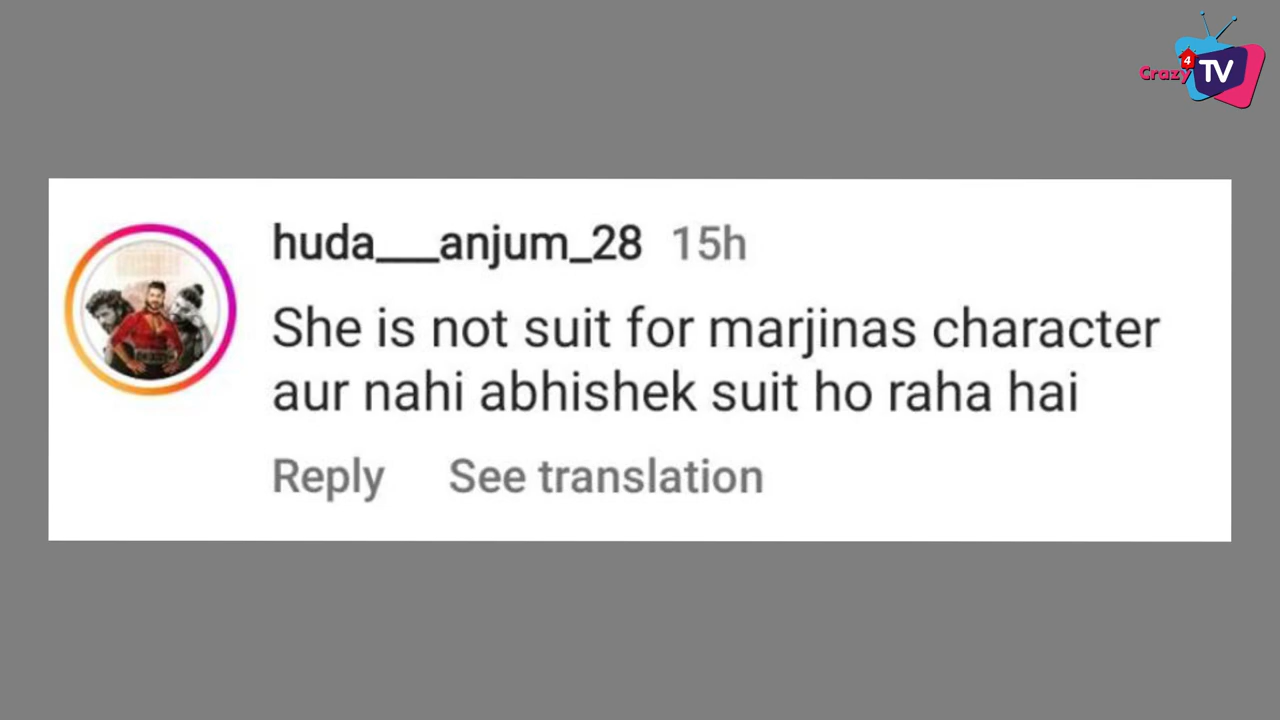 Crazy 4 TV
huda___anjum_28 15h
She is not suit for marjinas character
aur nahi abhishek suit ho raha hai
Reply See translation